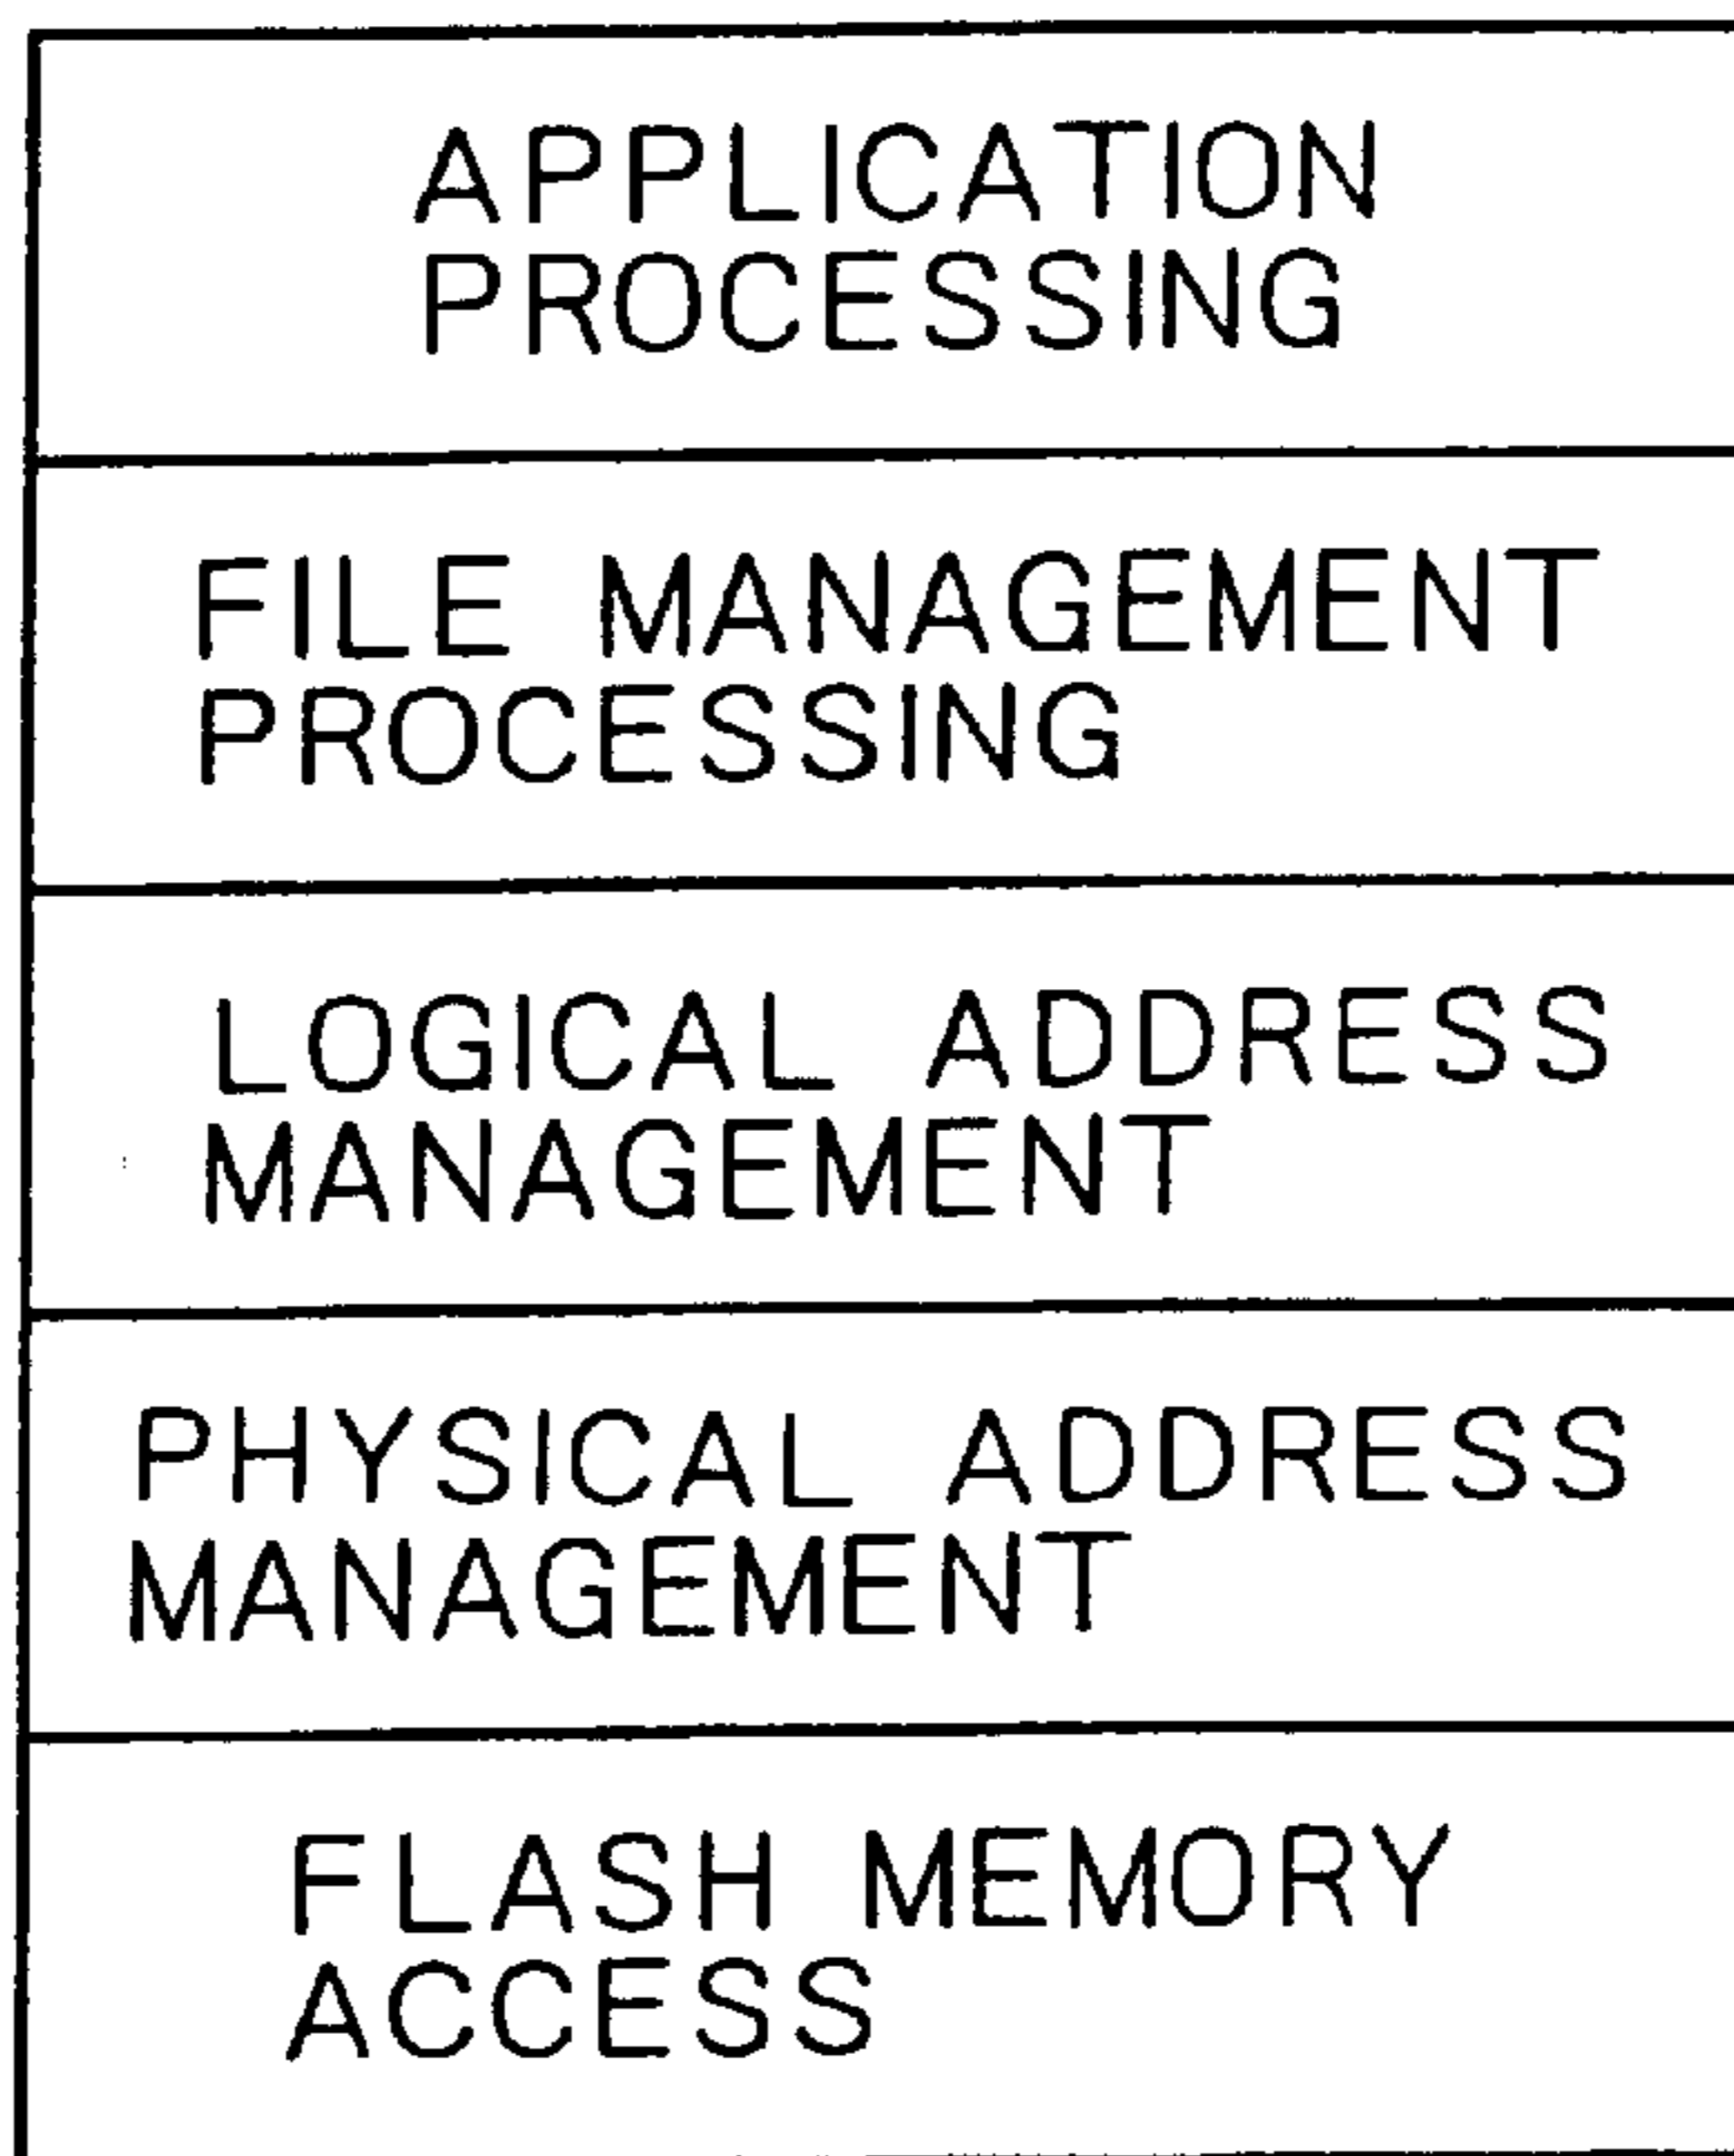 APPLICATION
PROCESSING
FILE MANAGEMENT
PROCESSING
LOGICAL ADDRESS
MANAGEMENT
PHYSICAL ADDRESS
MANAGEMENT
FLASH MEMORY
ACCESS